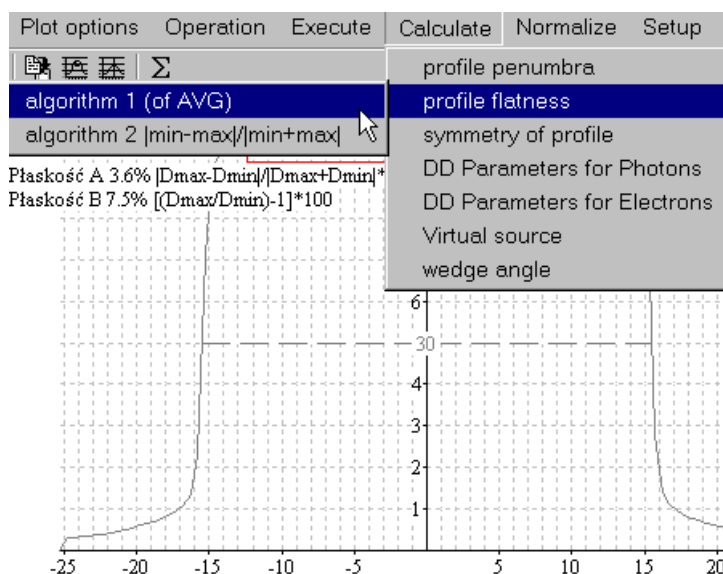 Plot options Operation Execute Calculate Normalize Setup
Σ
profile penumbra
algorithm 1 (of AVG) profile flatness
algorithm 2 |min-max|/|min+max| symmetry of profile
Płaskość A 3.6% |Dmax-Dmin|/|Dmax+Dmin|* DD Parameters for Photons
Płaskość B 7.5% [(Dmax/Dmin)-1]*100 DD Parameters for Electrons
Virtual source
wedge angle
6
30
4
3
2
1
-25 -20 -15 -10 -5 5 10 15 20